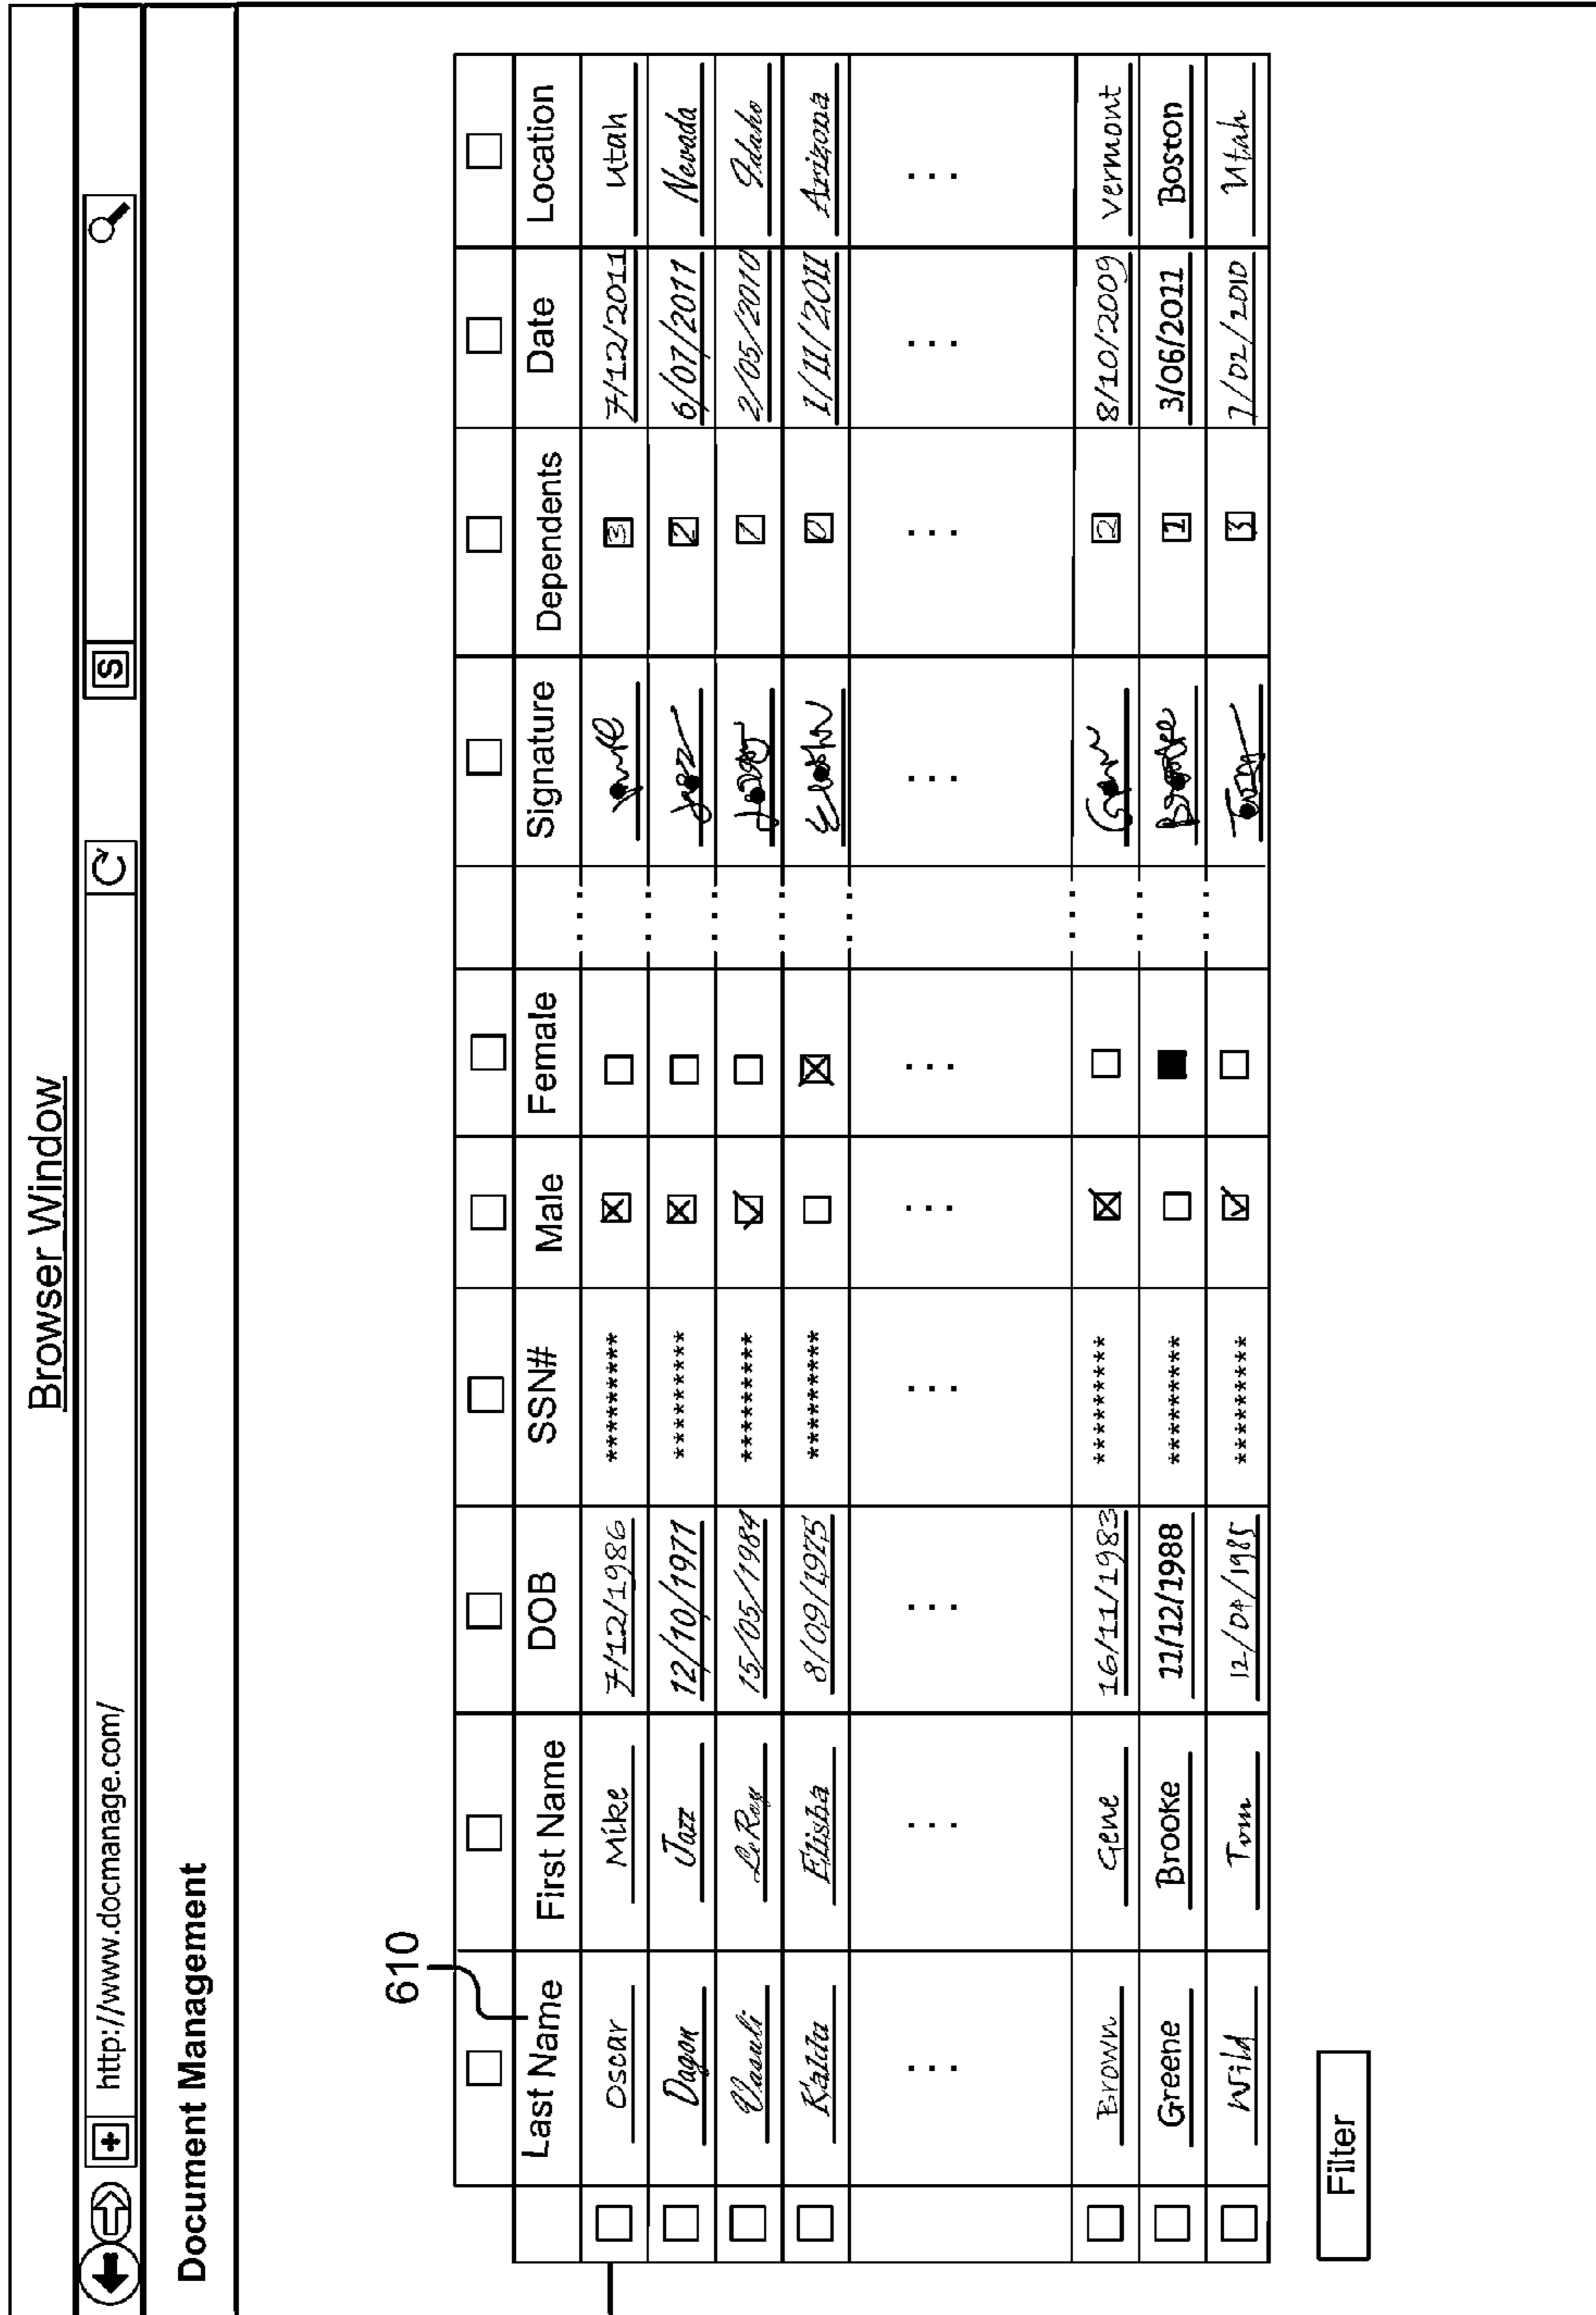 Browser Window
http://www.docmanage.com/ S
Document Management
610
Last Name First Name DOB SSN# Male Female Signature Dependents Date Location
Oscar Mike 7/12/1986 ********* ... 3 7/12/2011 Utah
Dagon Jazz 12/10/1971 ********* ... 2 6/07/2011 Nevada
Vasuli LeRoy 15/05/1984 ********* ... 1 2/05/2010 Idaho
Elisha 8/09/1975 ********* ... 0 1/11/2011 Arizona
... ... ... ... ... ... ... ... ... ...
Brown Gene 16/11/1983 ********* ... 2 8/10/2009 Vermont
Greene Brooke 11/12/1988 ********* ... 1 3/06/2011 Boston
Wild Tom ********* ... 3 7/02/2010 Utah
Filter